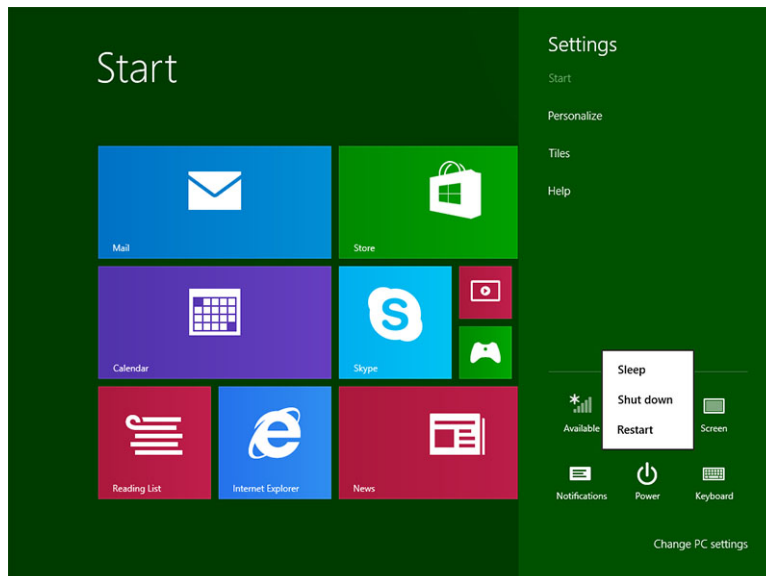 Start
Mail
Store
Calendar
Skype
Reading List
Internet Explorer
News
Settings
Start
Personalize
Tiles
Help
Sleep
Shut down
Restart
Available
Screen
Notifications
Power
Keyboard
Change PC settings